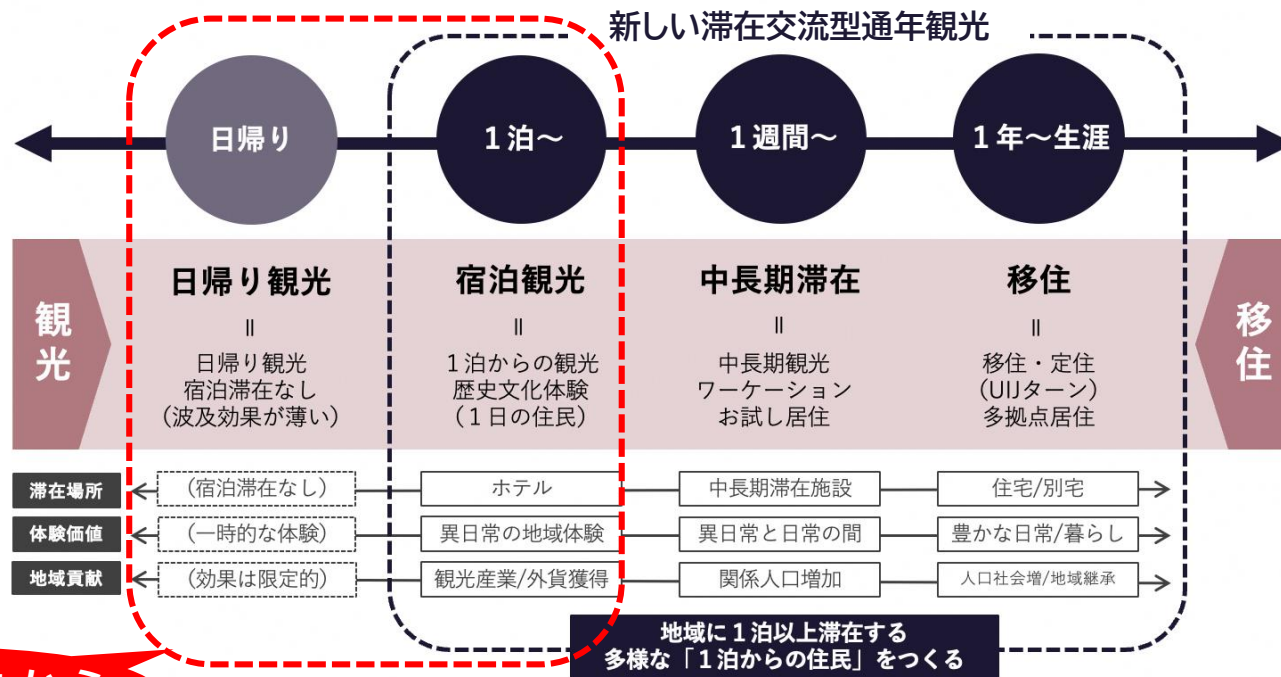 新しい滞在交流型通年観光
日帰り
1泊～
1週間～
1年～生涯
観光
日帰り観光
=
日帰り観光
宿泊滞在なし
(波及効果が薄い)
宿泊観光
=
1泊からの観光
歴史文化体験
(1日の住民)
中長期滞在
=
中長期観光
ワーケーション
お試し居住
移住
=
移住・定住
(UIJターン)
多拠点居住
移住
滞在場所
(宿泊滞在なし)
ホテル
中長期滞在施設
住宅/別宅
体験価値
(一時的な体験)
異日常の地域体験
異日常と日常の間
豊かな日常/暮らし
地域貢献
(効果は限定的)
観光産業/外貨獲得
関係人口増加
人口社会増/地域継承
地域に1泊以上滞在する
多様な「1泊からの住民」をつくる